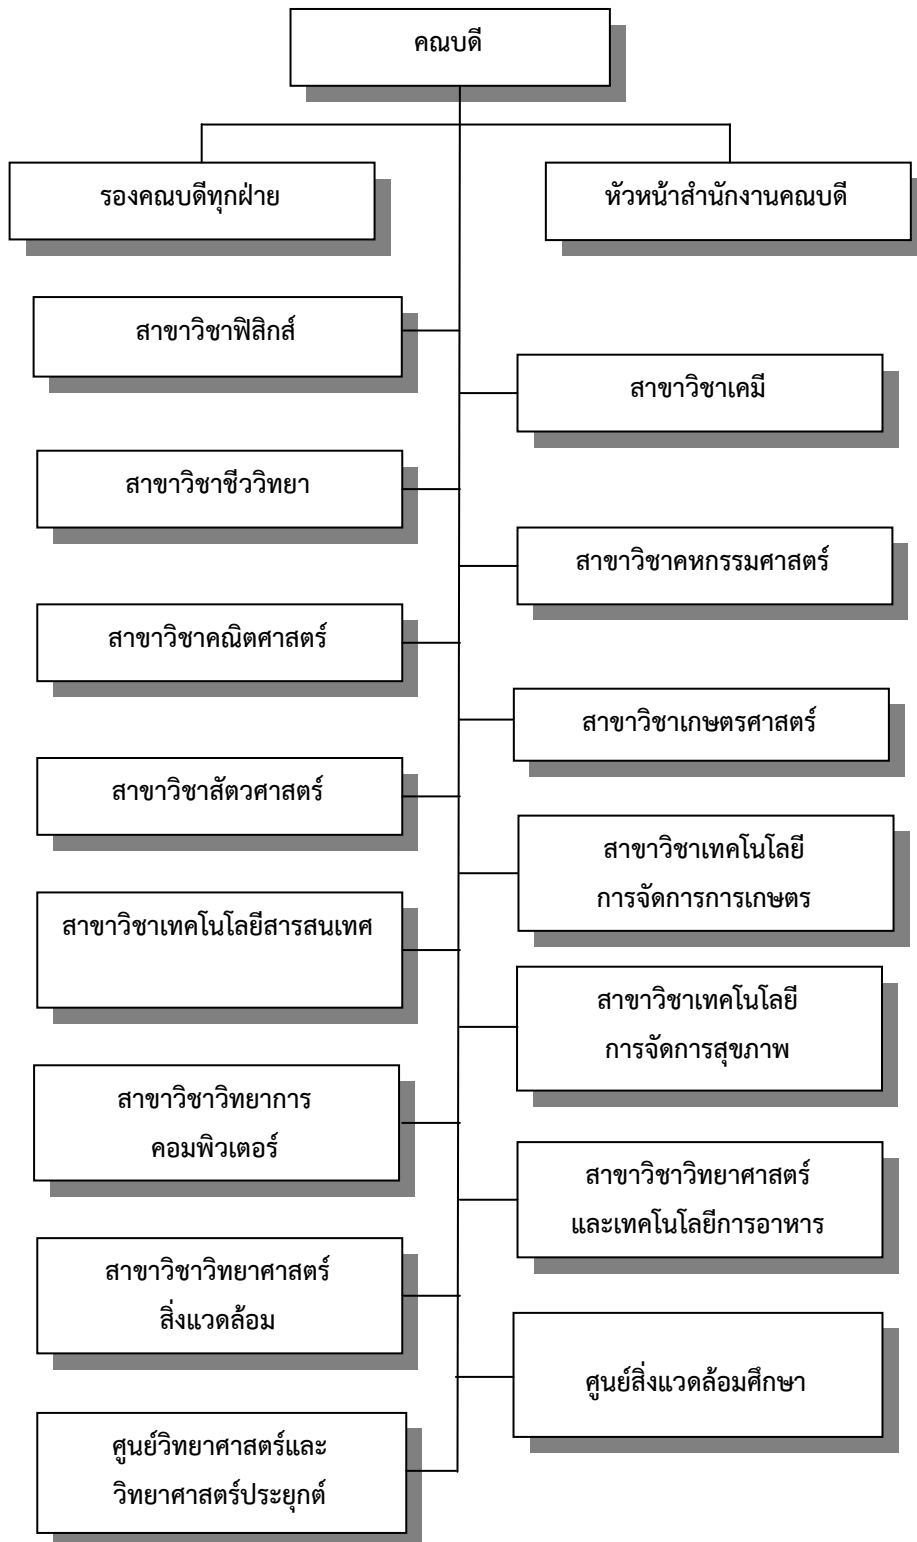 คณบดี
รองคณบดีทุกฝ่าย
หัวหน้าสำนักงานคณบดี
สาขาวิชาฟิสิกส์
สาขาวิชาเคมี
สาขาวิชาชีววิทยา
สาขาวิชาคหกรรมศาสตร์
สาขาวิชาคณิตศาสตร์
สาขาวิชาเกษตรศาสตร์
สาขาวิชาสัตวศาสตร์
สาขาวิชาเทคโนโลยี
การจัดการการเกษตร
สาขาวิชาเทคโนโลยีสารสนเทศ
สาขาวิชาเทคโนโลยี
การจัดการสุขภาพ
สาขาวิชาวิทยาการ
คอมพิวเตอร์
สาขาวิชาวิทยาศาสตร์
และเทคโนโลยีการอาหาร
สาขาวิชาวิทยาศาสตร์
สิ่งแวดล้อม
ศูนย์สิ่งแวดล้อมศึกษา
ศูนย์วิทยาศาสตร์และ
วิทยาศาสตร์ประยุกต์